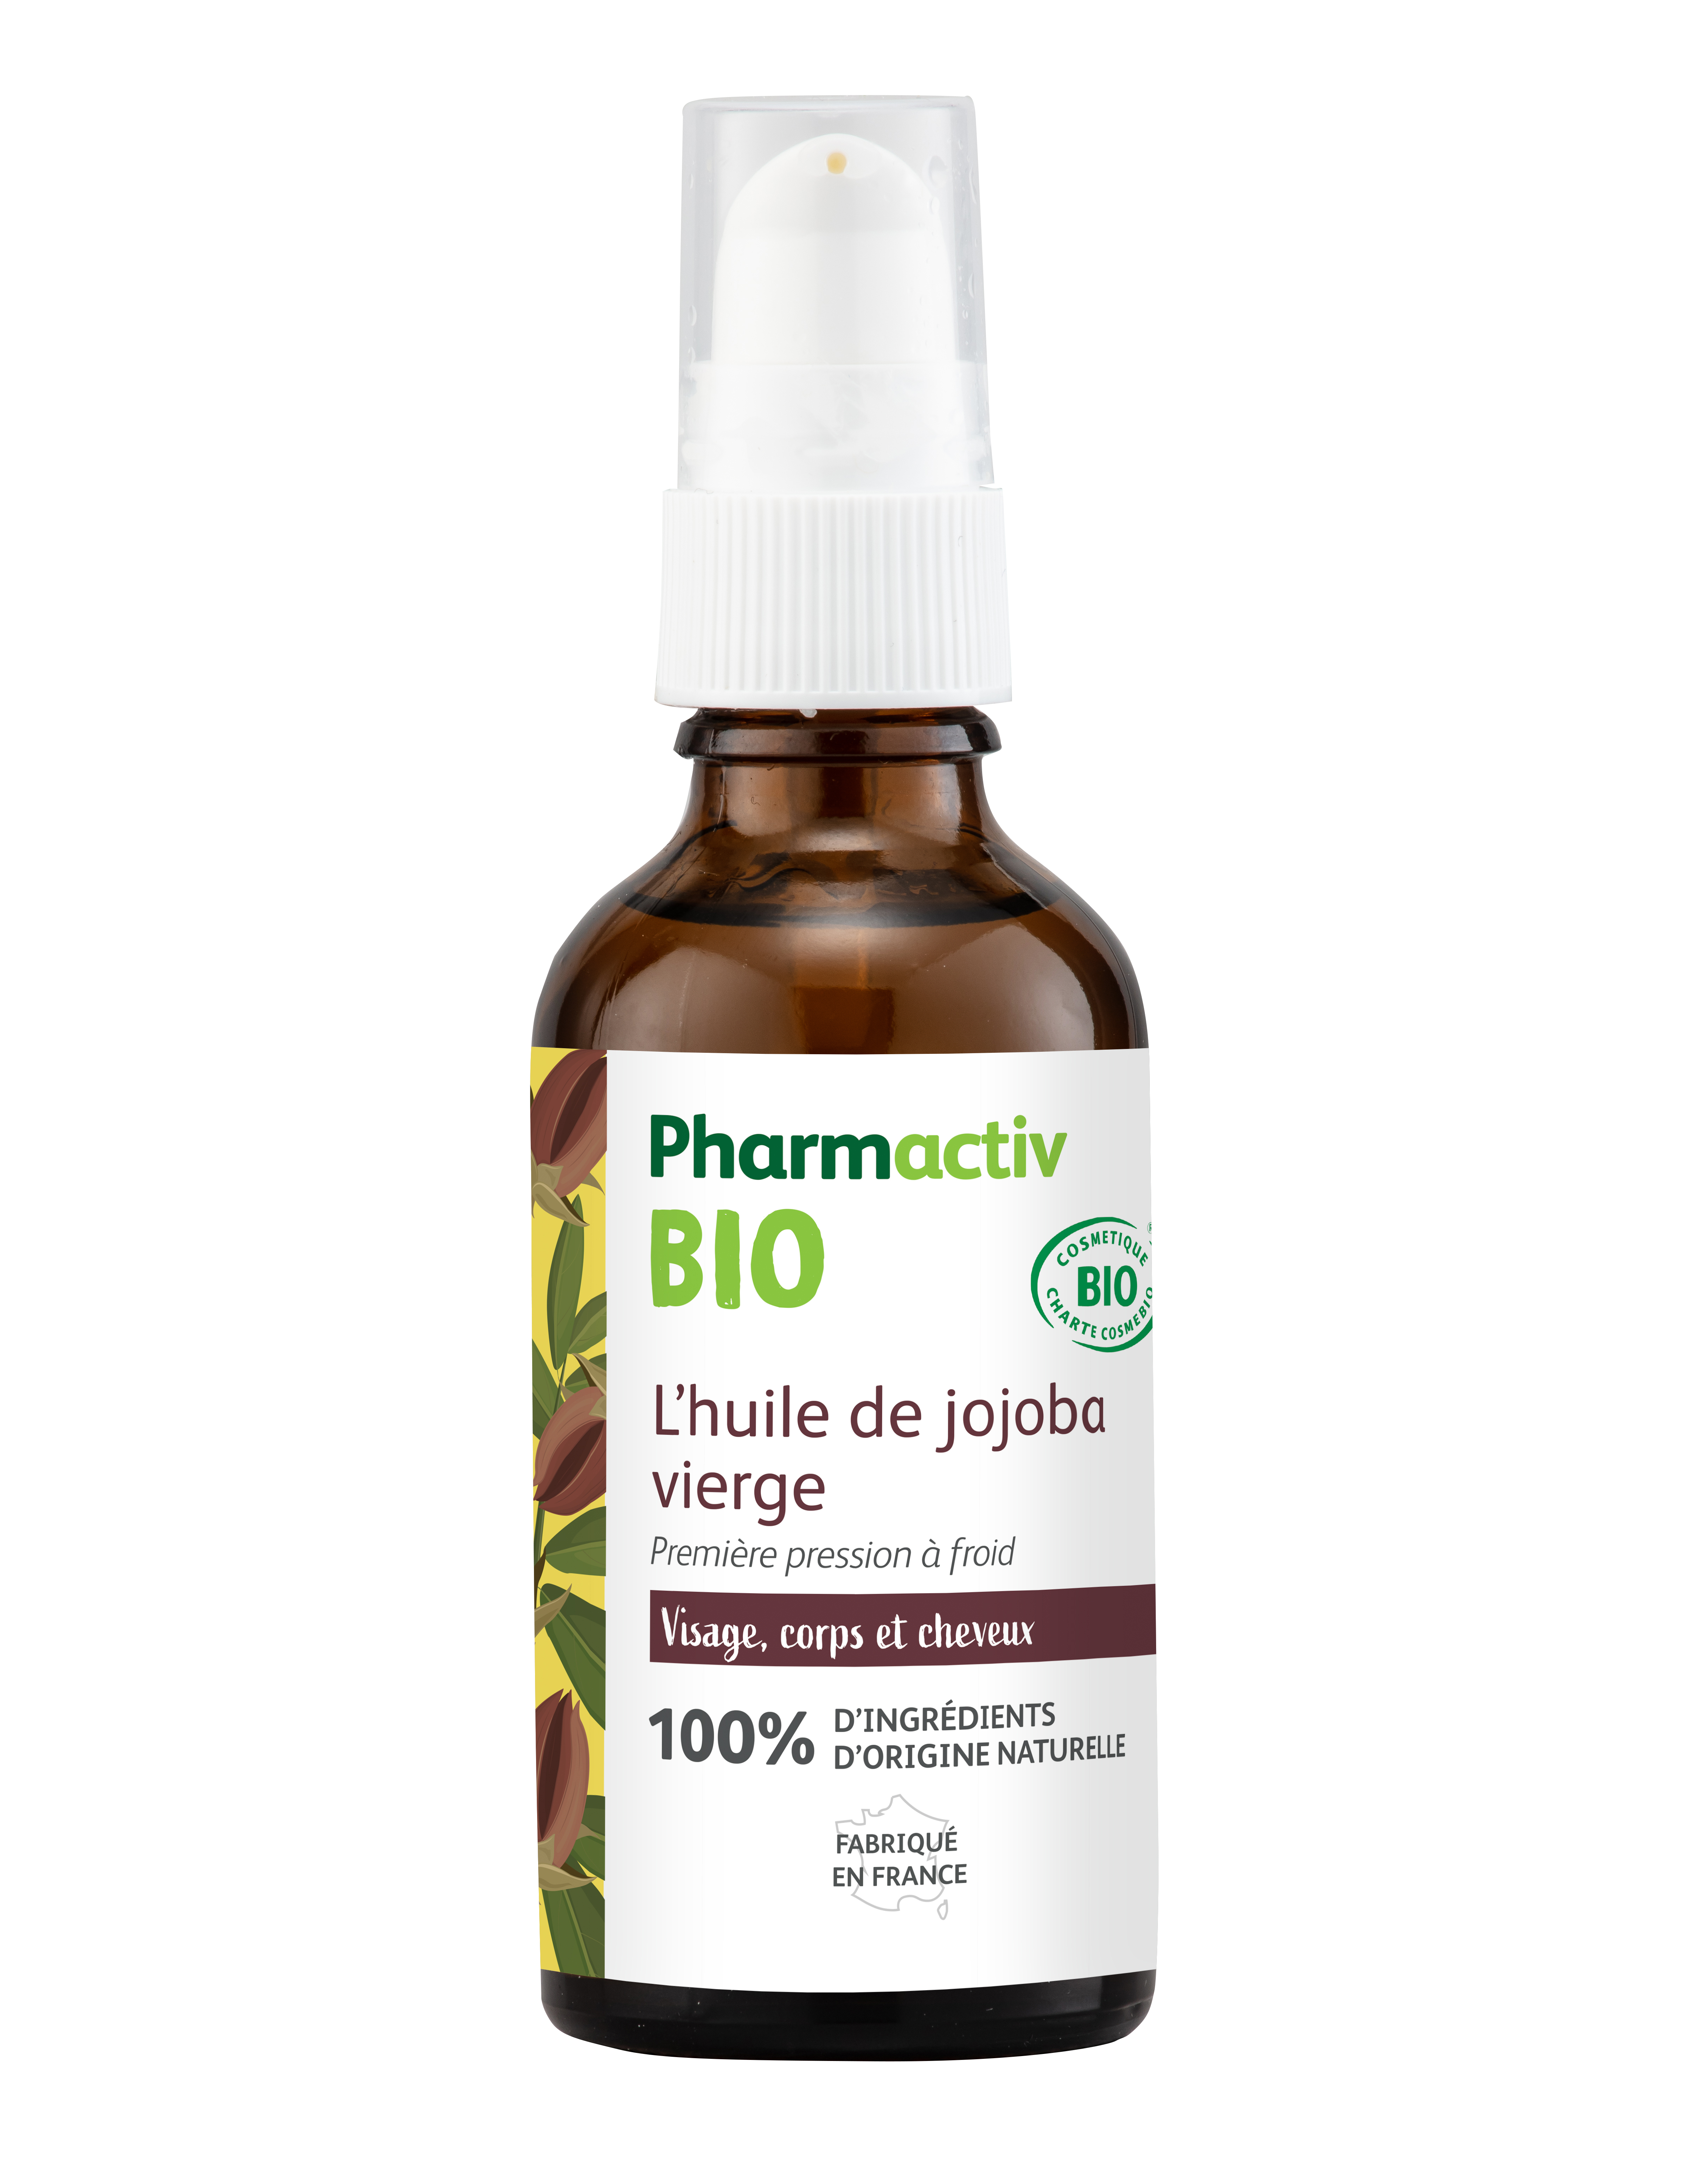 Pharmactiv
BIO
COSMETIQUE
BIO
CHARTE COSMEBIO
L'huile de jojoba
vierge
Première pression à froid
Visage, corps et cheveux
100% D'INGRÉDIENTS
D'ORIGINE NATURELLE
FABRIQUÉ
EN FRANCE